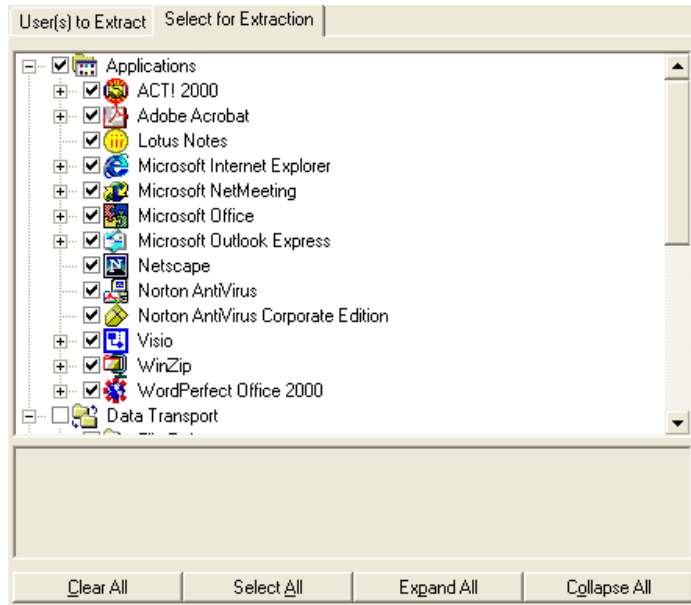 User(s) to Extract Select for Extraction
Applications
ACT! 2000
Adobe Acrobat
Lotus Notes
Microsoft Internet Explorer
Microsoft NetMeeting
Microsoft Office
Microsoft Outlook Express
Netscape
Norton AntiVirus
Norton AntiVirus Corporate Edition
Visio
WinZip
WordPerfect Office 2000
Data Transport
Clear All Select All Expand All Collapse All